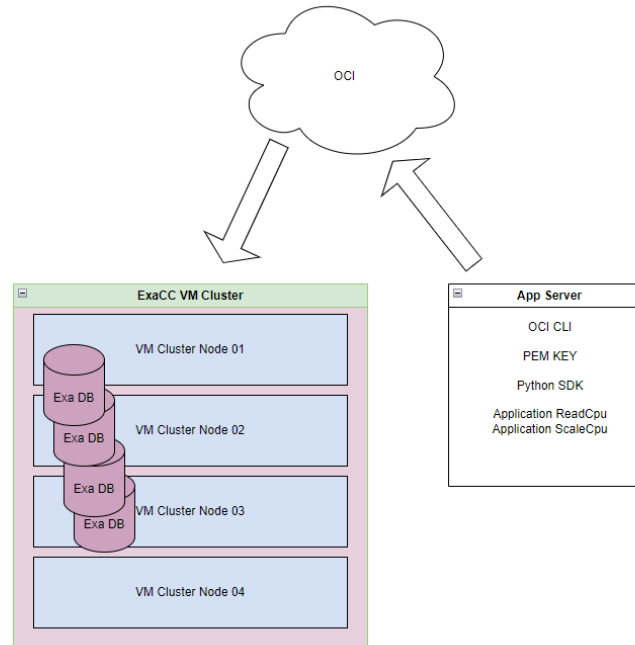 OCI
ExaCC VM Cluster
VM Cluster Node 01
Exa DB
VM Cluster Node 02
Exa DB
Exa DB
VM Cluster Node 03
Exa DB
VM Cluster Node 04
App Server
OCI CLI
PEM KEY
Python SDK
Application ReadCpu
Application ScaleCpu